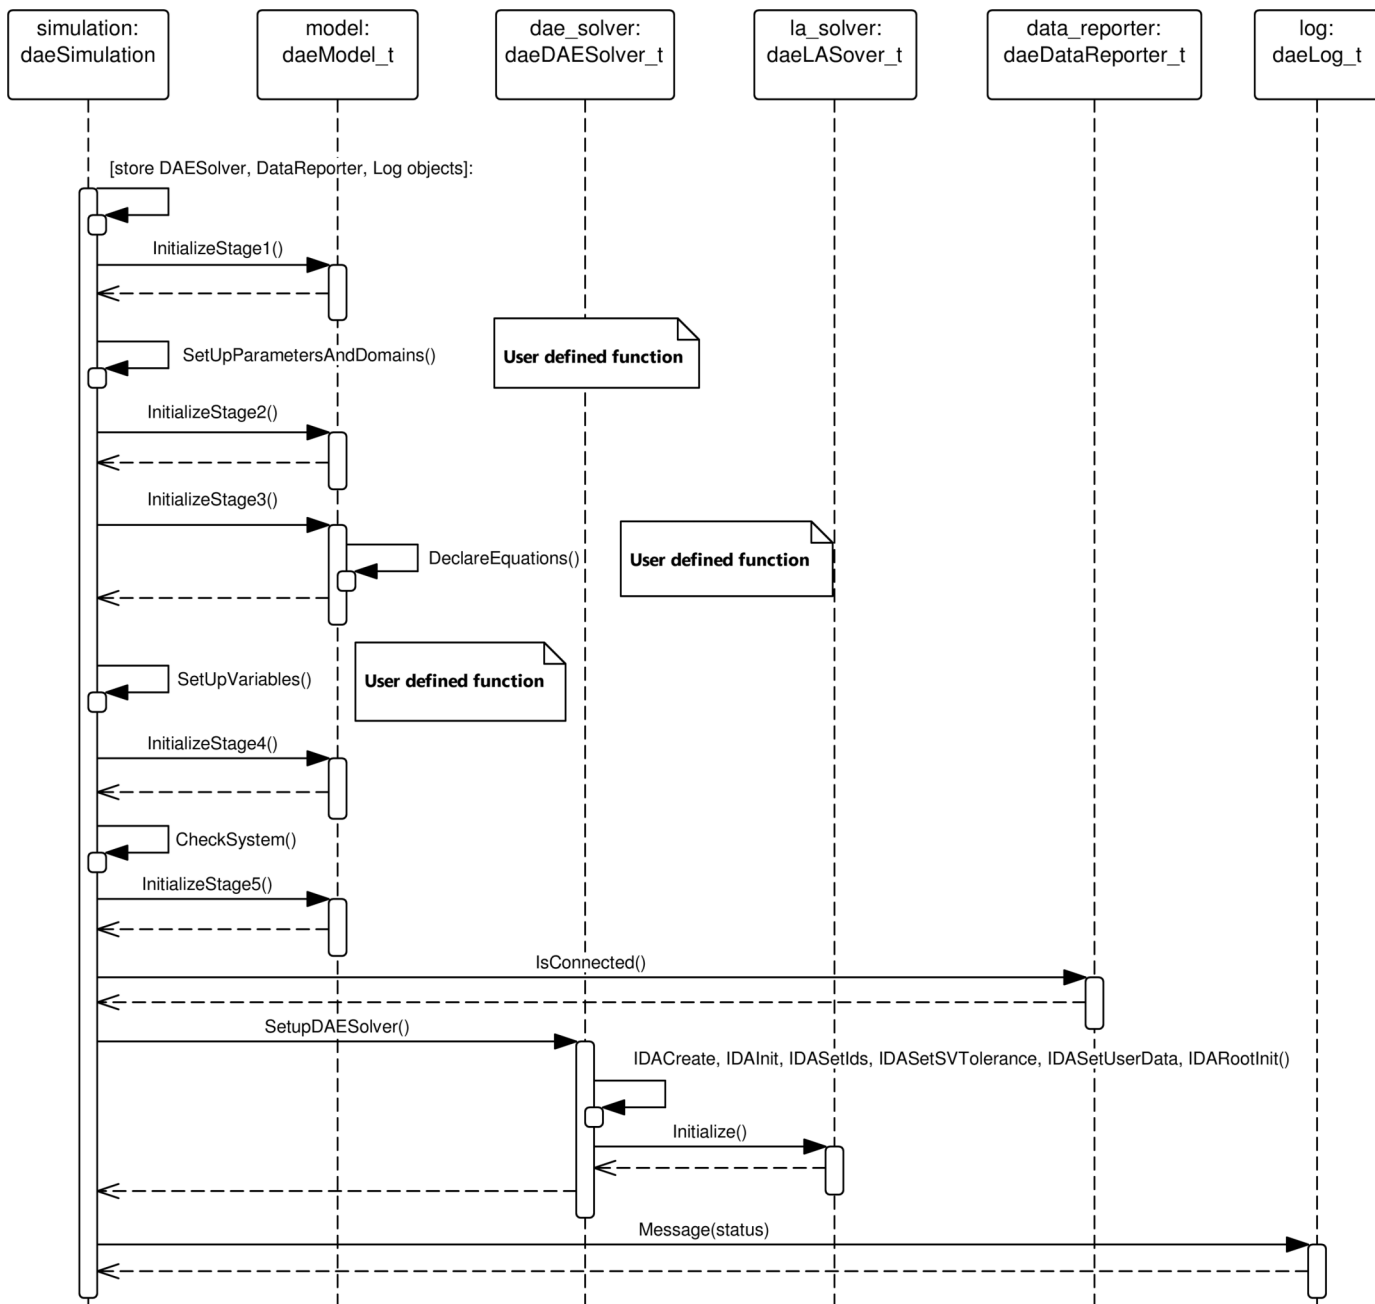 simulation:
daeSimulation
model:
daeModel_t
dae_solver:
daeDAESolver_t
la_solver:
daeLASover_t
data_reporter:
daeDataReporter_t
log:
daeLog_t
[store DAESolver, DataReporter, Log objects]:
InitializeStage1()
SetUpParametersAndDomains()
User defined function
InitializeStage2()
InitializeStage3()
DeclareEquations()
User defined function
SetUpVariables()
User defined function
InitializeStage4()
CheckSystem()
InitializeStage5()
IsConnected()
SetupDAESolver()
IDACreate, IDAInit, IDASetIds, IDASetSVTolerance, IDASetUserData, IDARootInit()
Initialize()
Message(status)